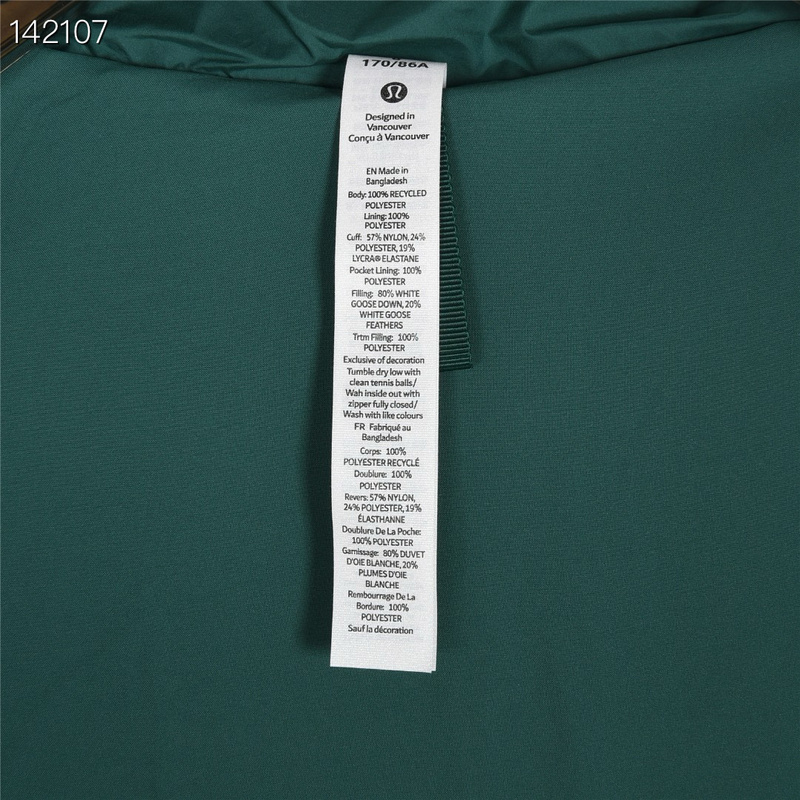 142107
170/86A
Designed in
Vancouver
Conçu à Vancouver
EN Made in
Bangladesh
Body: 100% RECYCLED
POLYESTER
Lining: 100%
POLYESTER
Cuff: 57% NYLON, 24%
POLYESTER, 19%
LYCRA® ELASTANE
Pocket Lining: 100%
POLYESTER
Filling: 80% WHITE
GOOSE DOWN, 20%
WHITE GOOSE
FEATHERS
Trtm Filling: 100%
POLYESTER
Exclusive of decoration
Tumble dry low with
clean tennis balls/
Wah inside out with
zipper fully closed/
Wash with like colours
FR Fabriqué au
Bangladesh
Corps: 100%
POLYESTER RECYCLÉ
Doublure: 100%
POLYESTER
Revers: 57% NYLON,
24% POLYESTER, 19%
ÉLASTHANNE
Doublure De La Poche:
100% POLYESTER
Gamissage: 80% DUVET
D'OIE BLANCHE, 20%
PLUMES D'OIE
BLANCHE
Rembourrage De La
Bordure: 100%
POLYESTER
Sauf la décoration